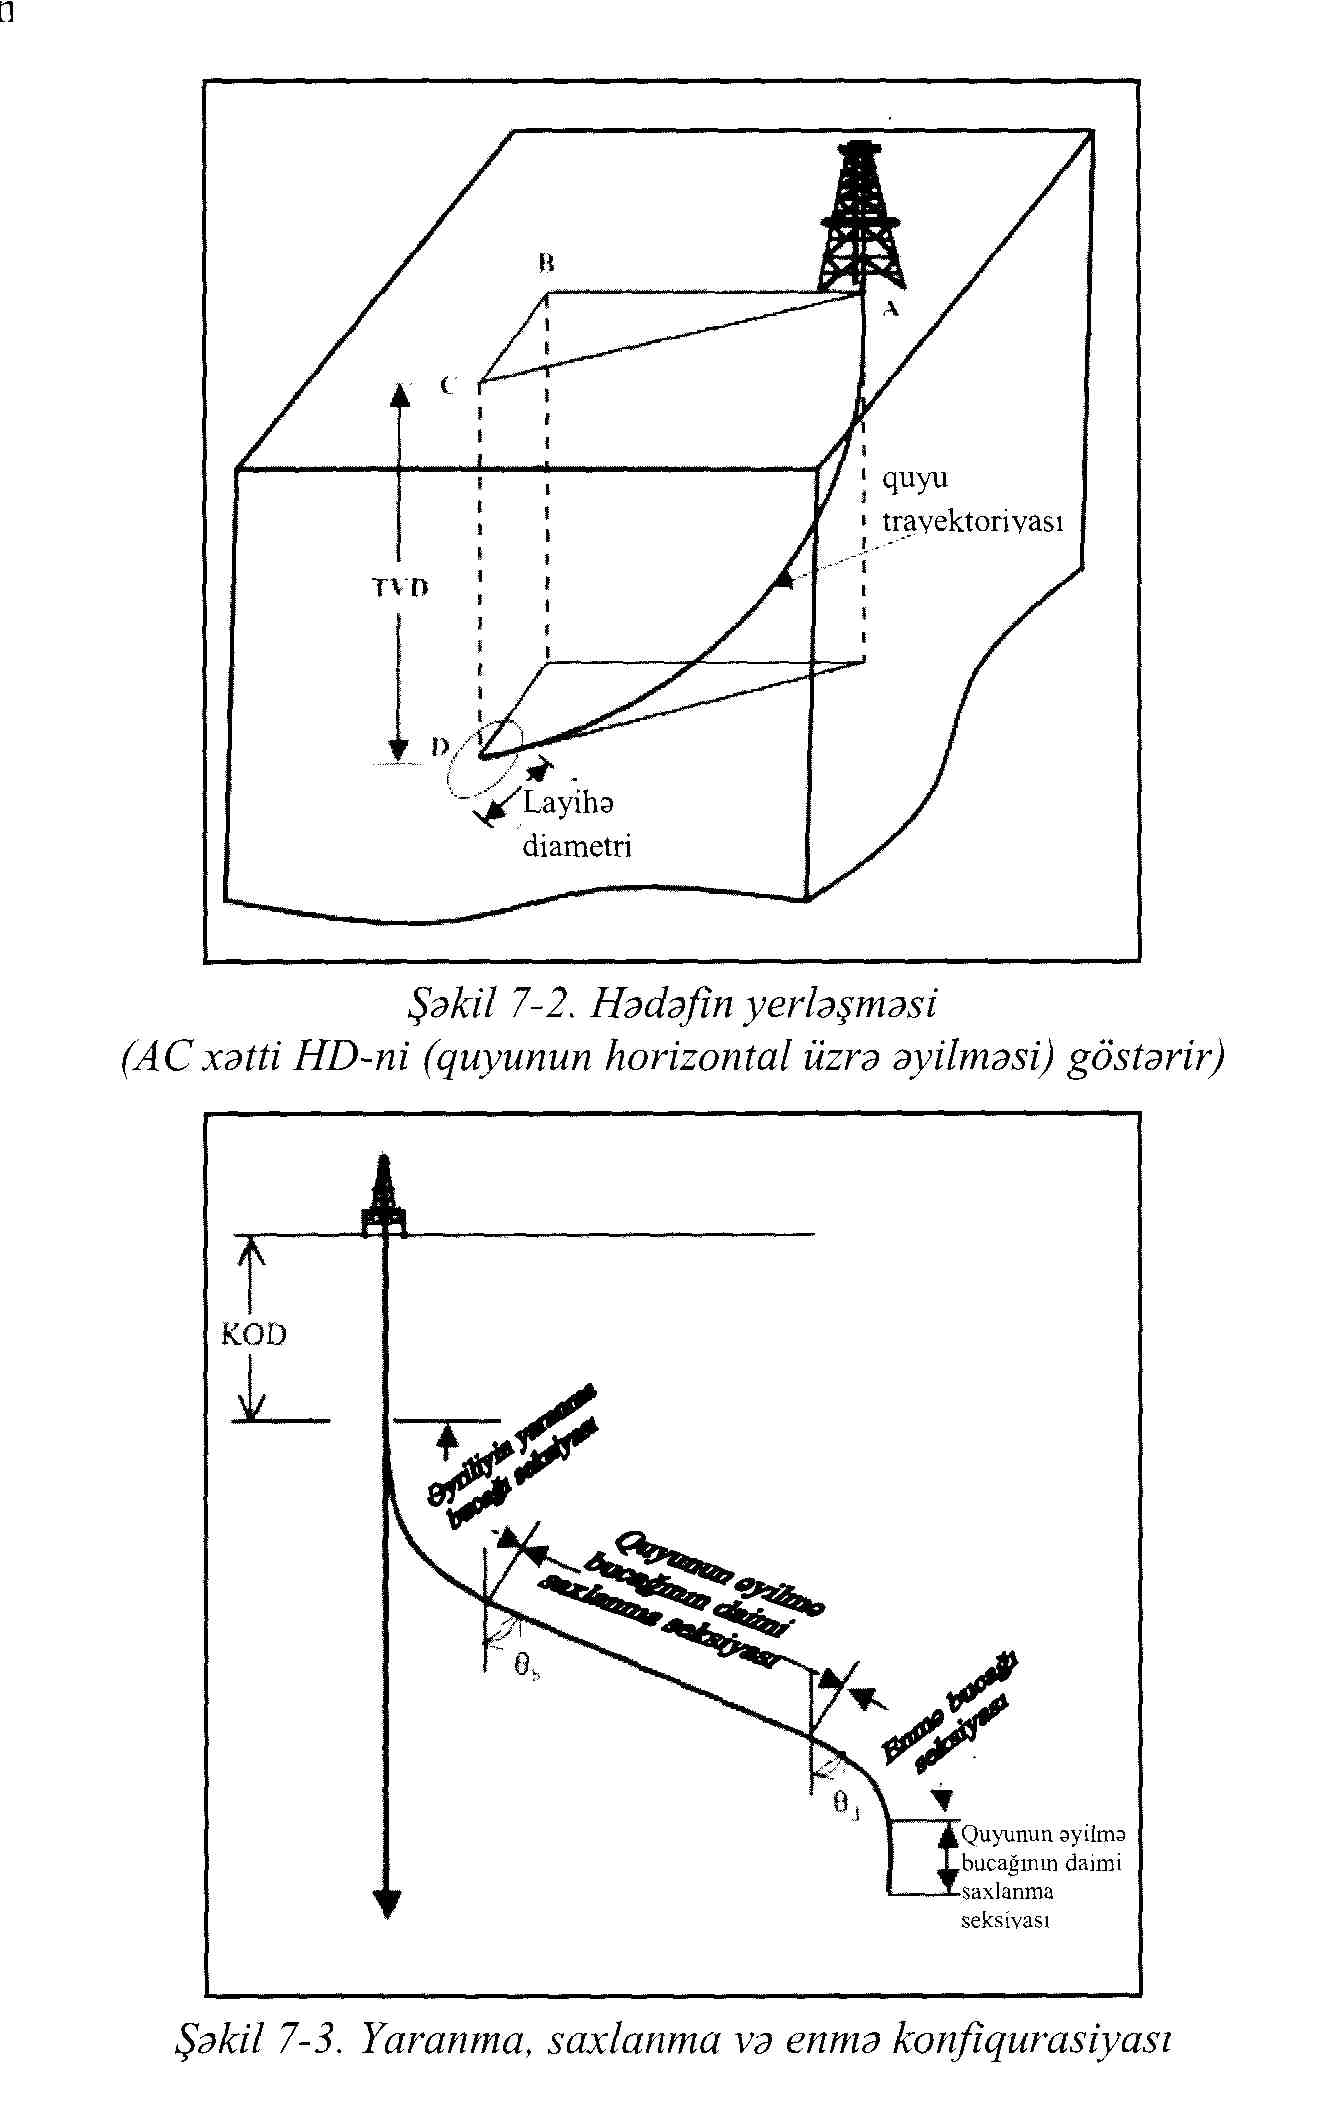 n
B
A
C
quyu
trayektoriyası
TVD
D
Layihə
diametri
Şəkil 7-2. Hədəfin yerləşməsi
(AC xətti HD-ni (quyunun horizontal üzrə əyilməsi) göstərir)
KOD
Əyriliyin yaranma
bucağı seksiyası
Quyunun əyilmə
bucağının daimi
saxlanma seksiyası
θ
Enmə bucağı
seksiyası
θ
Quyunun əyilmə
bucağının daimi
saxlanma
seksiyası
Şəkil 7-3. Yaranma, saxlanma və enmə konfiqurasiyası